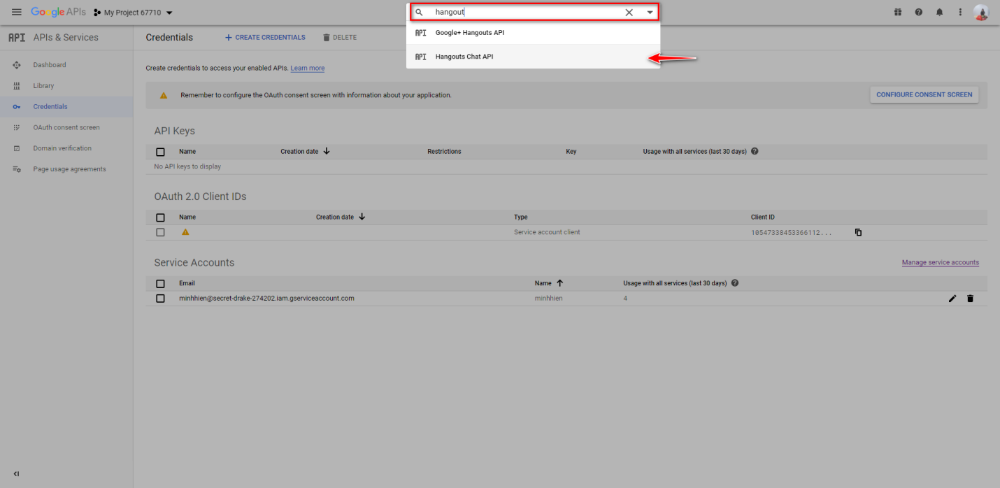 Google APIs My Project 67710 hangout
API Google+ Hangouts API
API Hangouts Chat API
API APIs & Services
Dashboard
Library
Credentials
OAuth consent screen
Domain verification
Page usage agreements
Credentials + CREATE CREDENTIALS DELETE
Create credentials to access your enabled APIs. Learn more
Remember to configure the OAuth consent screen with information about your application. CONFIGURE CONSENT SCREEN
API Keys
Name Creation date Restrictions Key Usage with all services (last 30 days)
No API keys to display
OAuth 2.0 Client IDs
Name Creation date Type Client ID
Service account client 10547338453366112...
Service Accounts Manage service accounts
Email Name Usage with all services (last 30 days)
minhhien@secret-drake-274202.iam.gserviceaccount.com minhhien 4